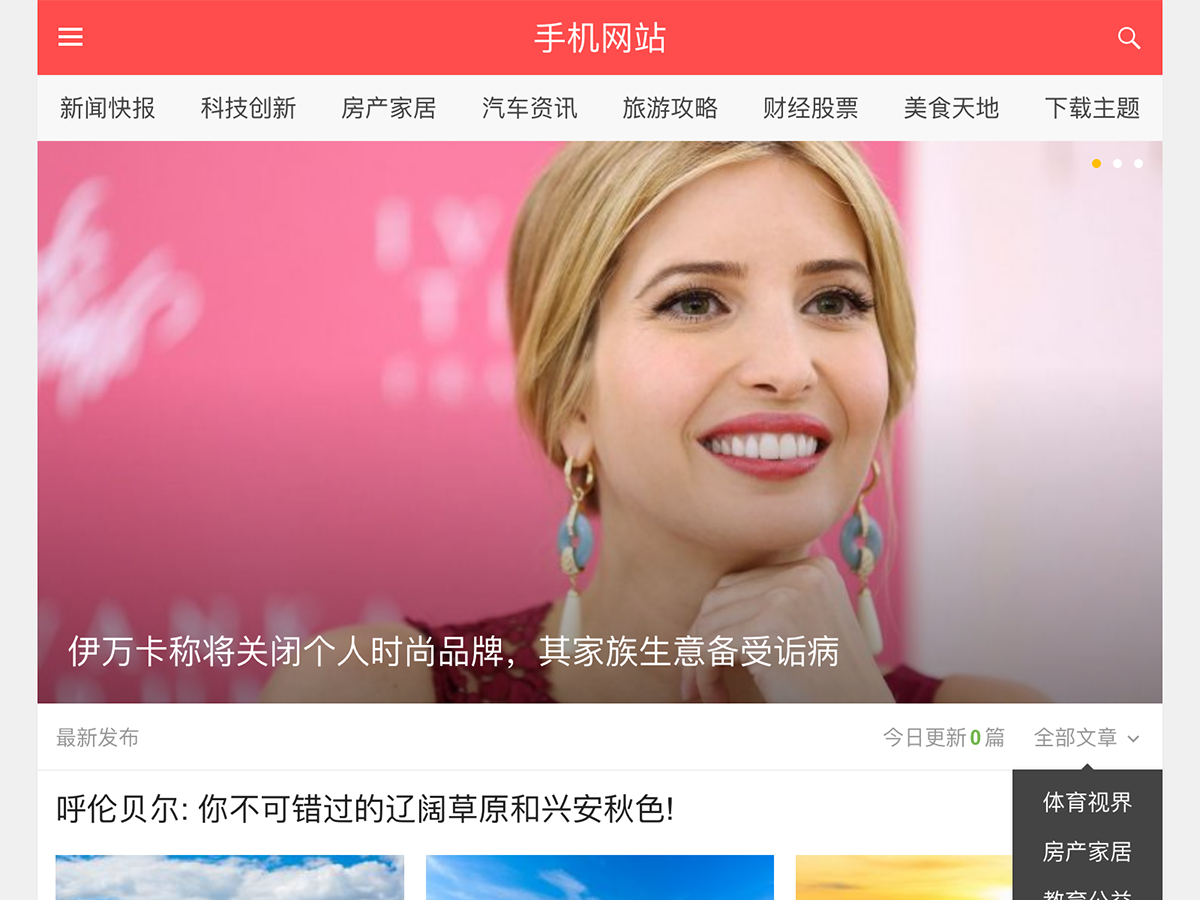 手机网站
新闻快报 科技创新 房产家居 汽车资讯 旅游攻略 财经股票 美食天地 下载主题
伊万卡称将关闭个人时尚品牌，其家族生意备受诟病
最新发布 今日更新0篇 全部文章
呼伦贝尔: 你不可错过的辽阔草原和兴安秋色!
体育视界
房产家居
教育公益